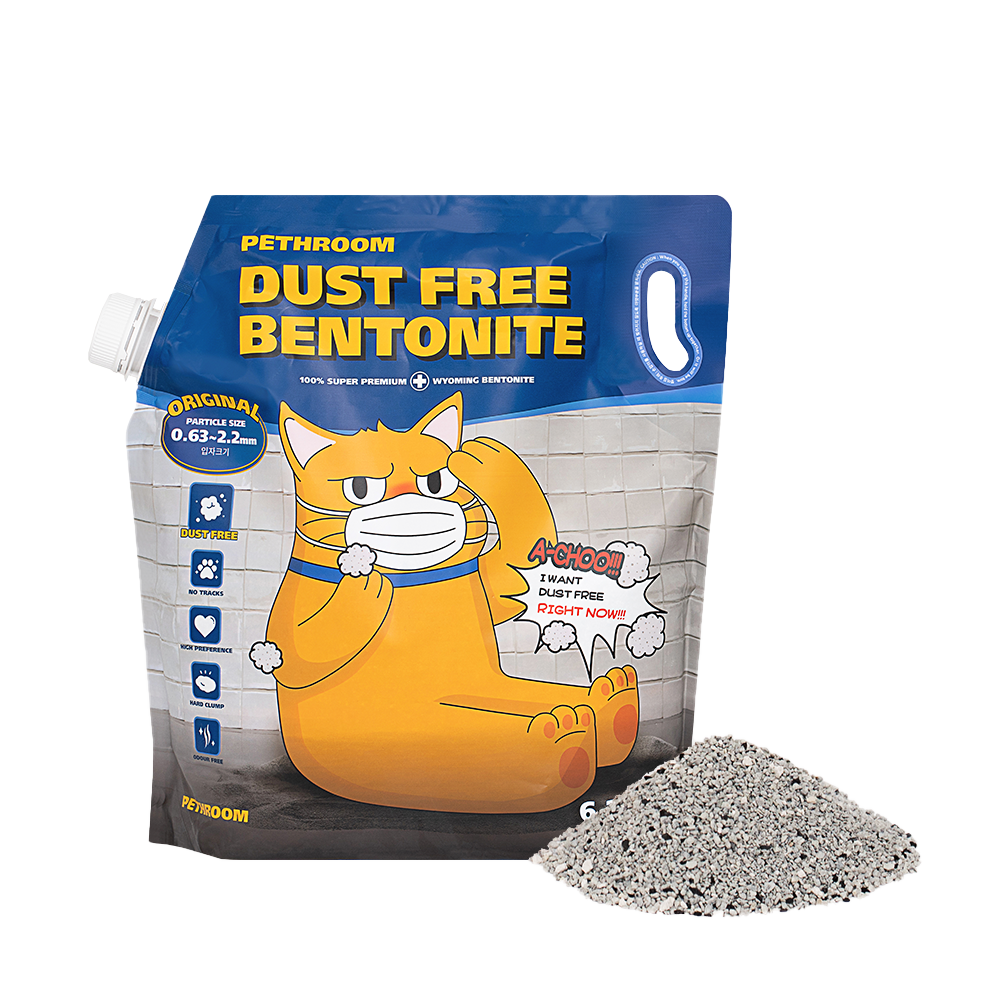 PETHROOM
DUST FREE
BENTONITE
100% SUPER PREMIUM WYOMING BENTONITE
ORIGINAL
PARTICLE SIZE
0.63~2.2mm
입자크기
DUST FREE
NO TRACKS
HIGH PREFERENCE
HARD CLUMP
ODOUR FREE
A-CHOO!!!
I WANT
DUST FREE
RIGHT NOW!!!
PETHROOM